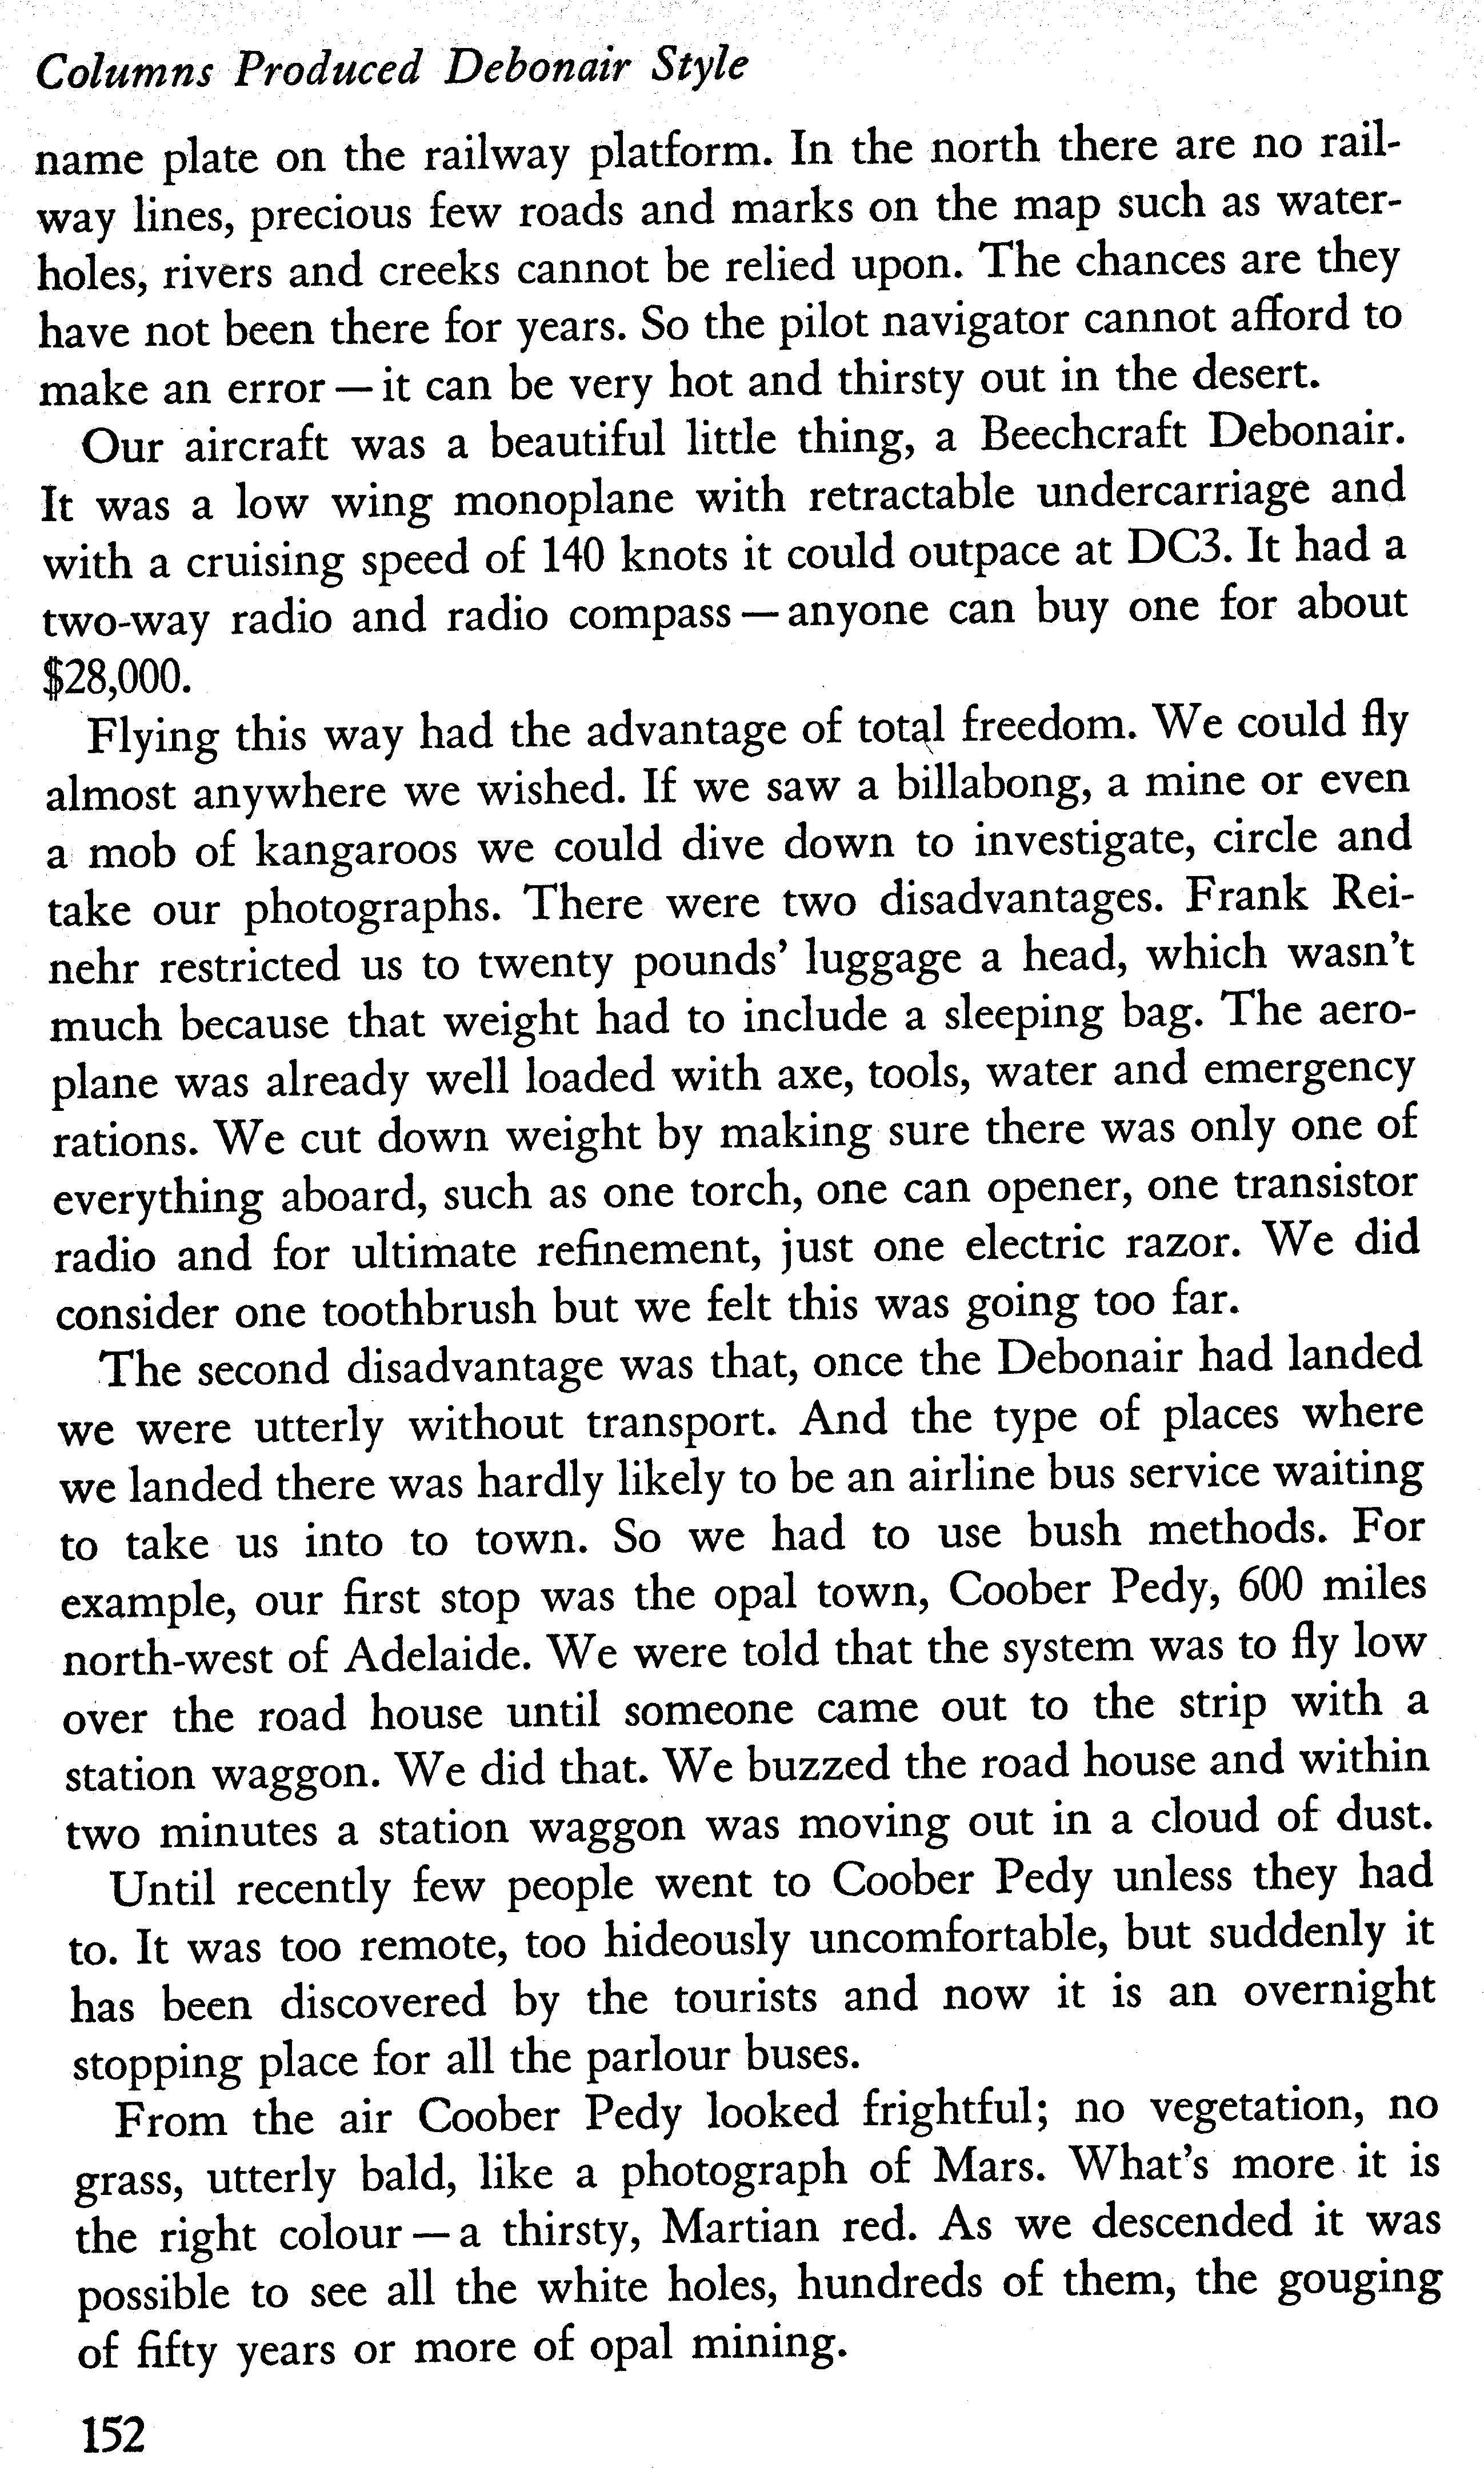 Columns Produced Debonair Style
name plate on the railway platform. In the north there are no rail-
way lines, precious few roads and marks on the map such as water-
holes, rivers and creeks cannot be relied upon. The chances are they
have not been there for years. So the pilot navigator cannot afford to
make an error — it can be very hot and thirsty out in the desert.
Our aircraft was a beautiful little thing, a Beechcraft Debonair.
It was a low wing monoplane with retractable undercarriage and
with a cruising speed of 140 knots it could outpace at DC3. It had a
two-way radio and radio compass — anyone can buy one for about
$28,000.
Flying this way had the advantage of total freedom. We could fly
almost anywhere we wished. If we saw a billabong, a mine or even
a mob of kangaroos we could dive down to investigate, circle and
take our photographs. There were two disadvantages. Frank Rei-
nehr restricted us to twenty pounds' luggage a head, which wasn't
much because that weight had to include a sleeping bag. The aero-
plane was already well loaded with axe, tools, water and emergency
rations. We cut down weight by making sure there was only one of
everything aboard, such as one torch, one can opener, one transistor
radio and for ultimate refinement, just one electric razor. We did
consider one toothbrush but we felt this was going too far.
The second disadvantage was that, once the Debonair had landed
we were utterly without transport. And the type of places where
we landed there was hardly likely to be an airline bus service waiting
to take us into to town. So we had to use bush methods. For
example, our first stop was the opal town, Coober Pedy, 600 miles
north-west of Adelaide. We were told that the system was to fly low
over the road house until someone came out to the strip with a
station waggon. We did that. We buzzed the road house and within
two minutes a station waggon was moving out in a cloud of dust.
Until recently few people went to Coober Pedy unless they had
to. It was too remote, too hideously uncomfortable, but suddenly it
has been discovered by the tourists and now it is an overnight
stopping place for all the parlour buses.
From the air Coober Pedy looked frightful; no vegetation, no
grass, utterly bald, like a photograph of Mars. What's more it is
the right colour — a thirsty, Martian red. As we descended it was
possible to see all the white holes, hundreds of them, the gouging
of fifty years or more of opal mining.
152